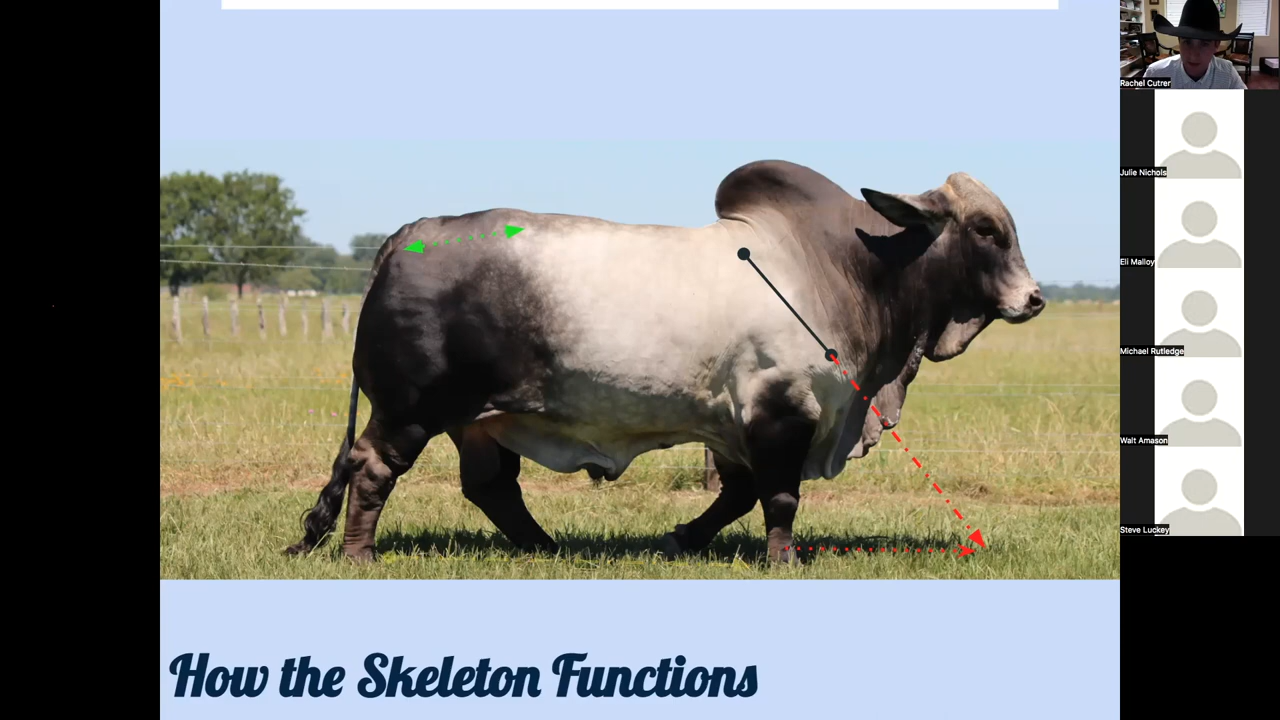 How the Skeleton Functions
Rachel Cutrer
Julie Nichols
Eli Malloy
Michael Rutledge
Walt Amason
Steve Luckey